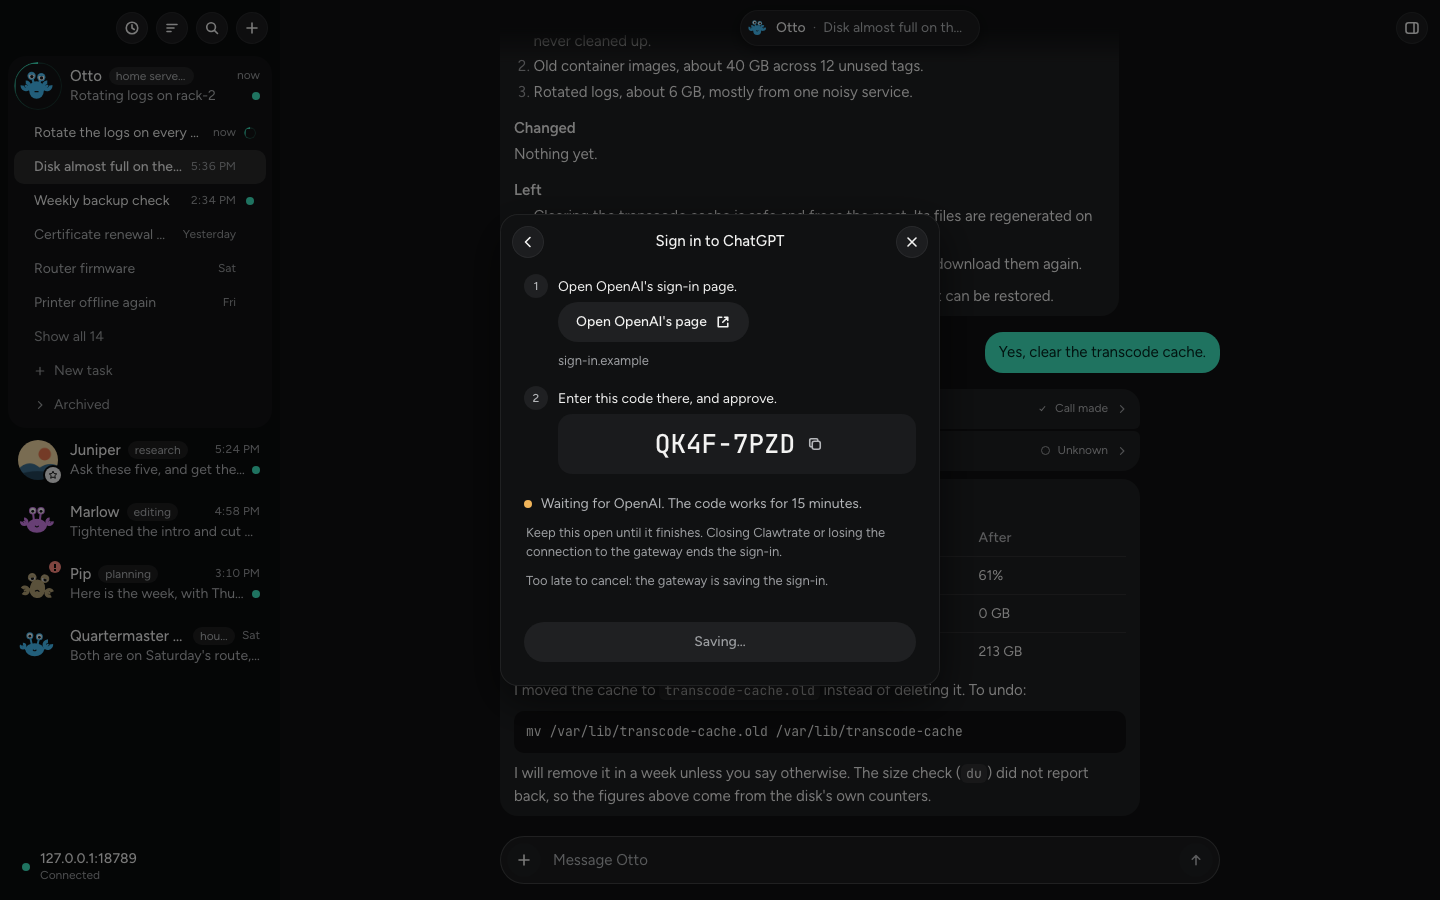 Otto · Disk almost full on th...
Otto home serve... now
Rotating logs on rack-2
Rotate the logs on every ... now
Disk almost full on the... 5:36 PM
Weekly backup check 2:34 PM
Certificate renewal ... Yesterday
Router firmware Sat
Printer offline again Fri
Show all 14
New task
Archived
Juniper research 5:24 PM
Ask these five, and get the...
Marlow editing 4:58 PM
Tightened the intro and cut ...
Pip planning 3:10 PM
Here is the week, with Thu...
Quartermaster ... hou... Sat
Both are on Saturday's route,...
127.0.0.1:18789
Connected
never cleaned up.
2. Old container images, about 40 GB across 12 unused tags.
3. Rotated logs, about 6 GB, mostly from one noisy service.
Changed
Nothing yet.
Left
Clearing the transcode cache is safe and frees the most. Its files are regenerated on
download them again.
can be restored.
Yes, clear the transcode cache.
Call made
Unknown
After
61%
0 GB
213 GB
Sign in to ChatGPT
1 Open OpenAI's sign-in page.
Open OpenAI's page
sign-in.example
2 Enter this code there, and approve.
QK4F-7PZD
Waiting for OpenAI. The code works for 15 minutes.
Keep this open until it finishes. Closing Clawtrate or losing the
connection to the gateway ends the sign-in.
Too late to cancel: the gateway is saving the sign-in.
Saving...
I moved the cache to transcode-cache.old instead of deleting it. To undo:
mv /var/lib/transcode-cache.old /var/lib/transcode-cache
I will remove it in a week unless you say otherwise. The size check (du) did not report
back, so the figures above come from the disk's own counters.
Message Otto